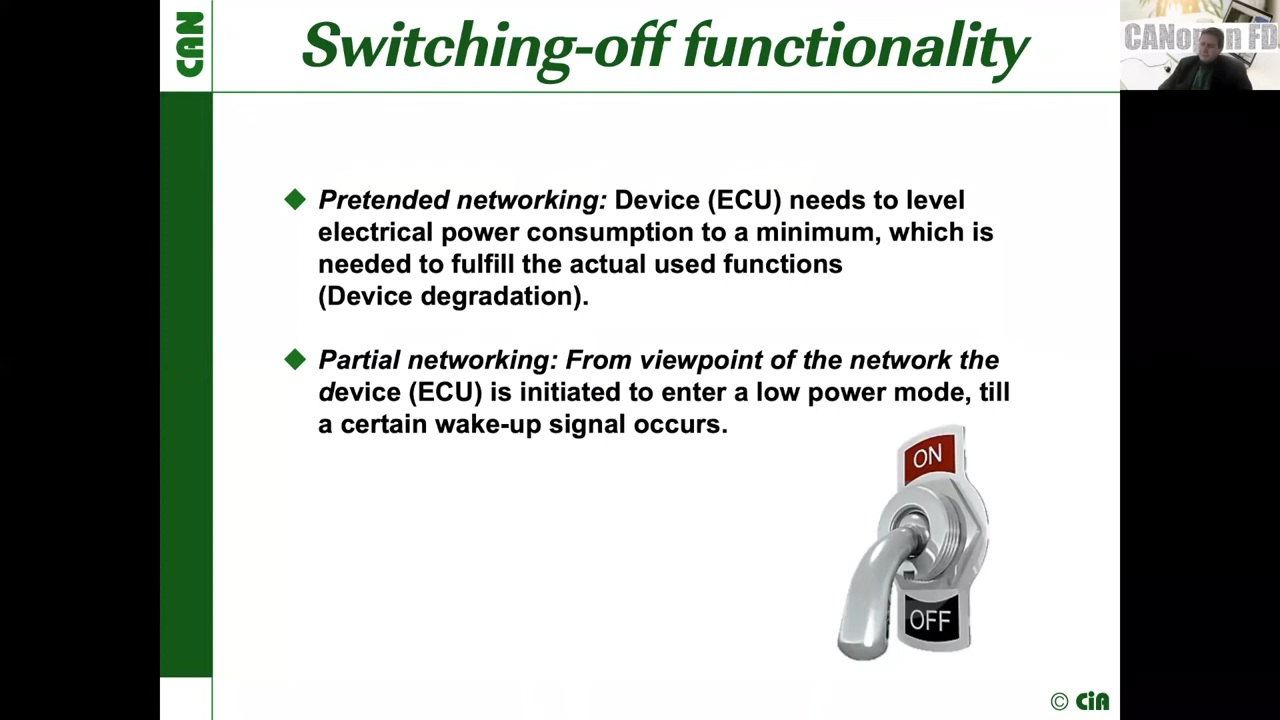 CAN
Switching-off functionality
CANopen FD
Pretended networking: Device (ECU) needs to level
electrical power consumption to a minimum, which is
needed to fulfill the actual used functions
(Device degradation).
Partial networking: From viewpoint of the network the
device (ECU) is initiated to enter a low power mode, till
a certain wake-up signal occurs.
ON
OFF
© CiA